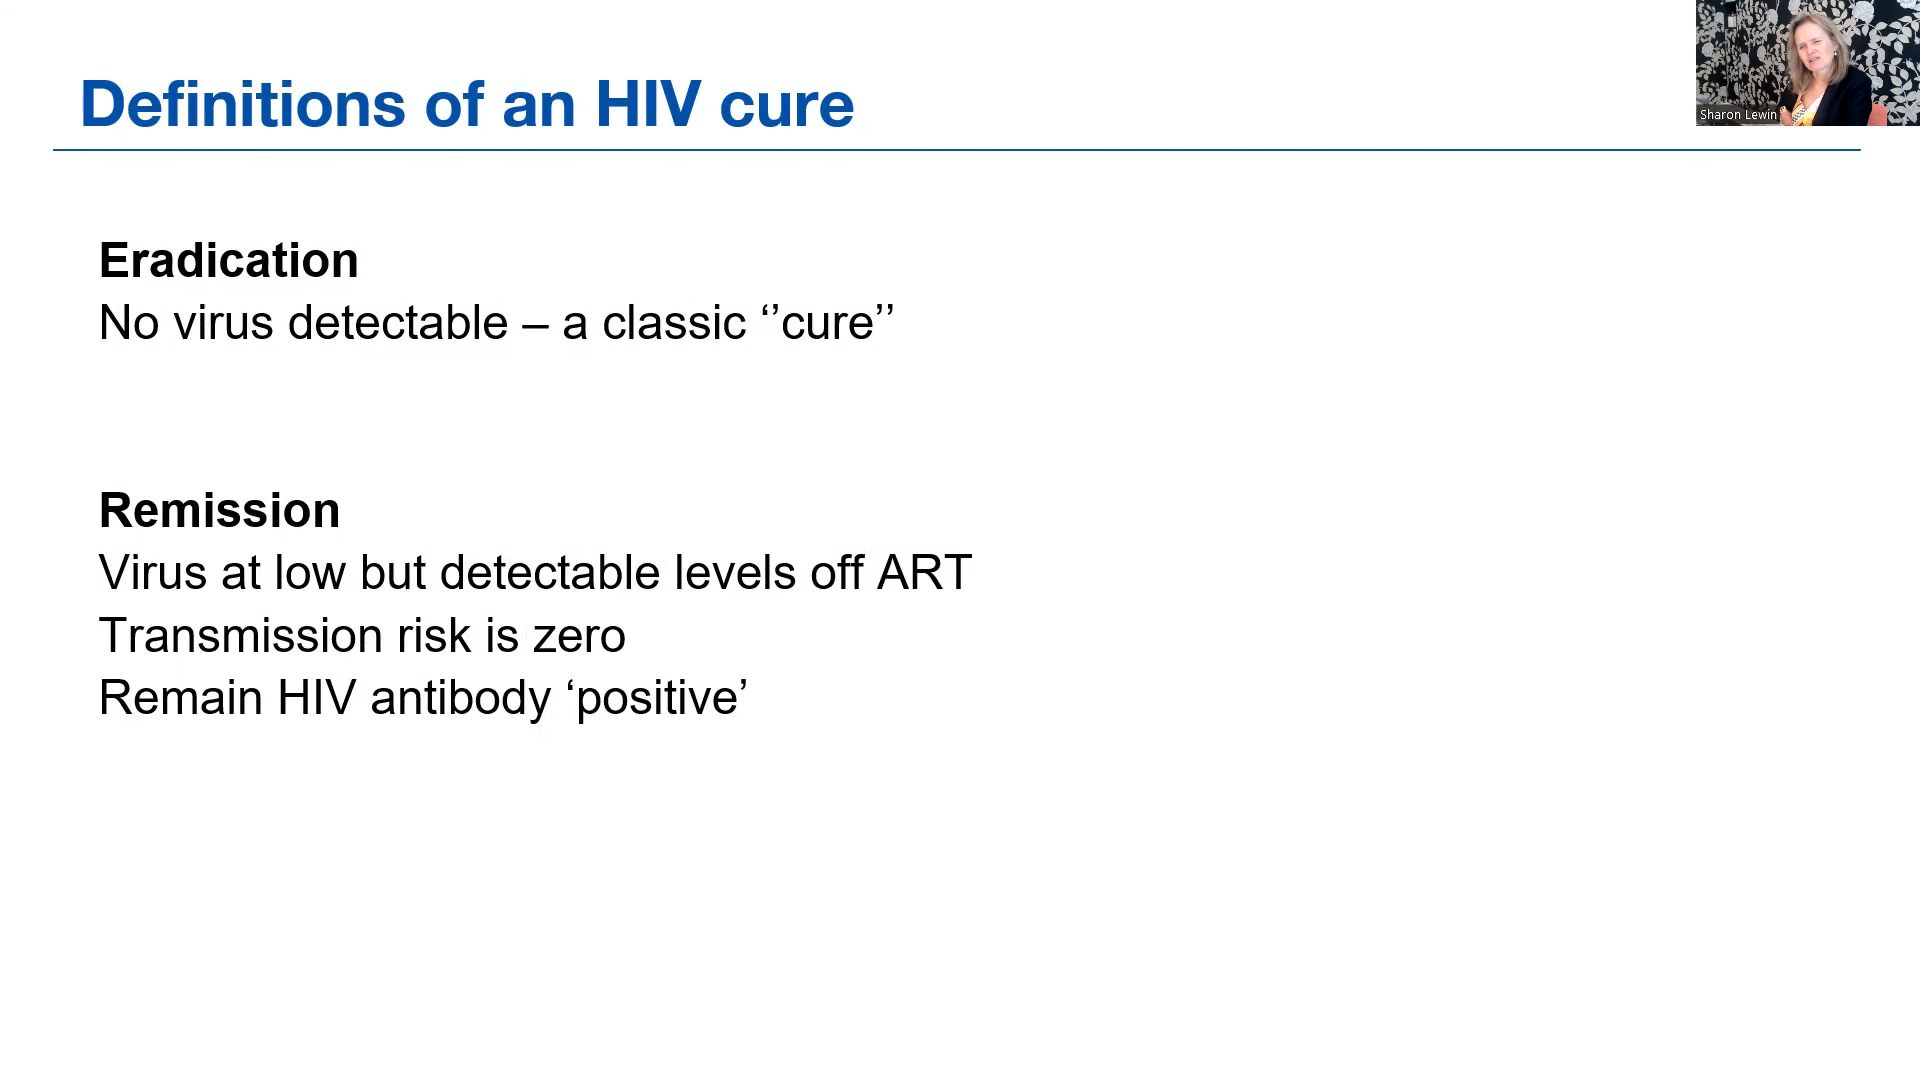 Definitions of an HIV cure
Sharon Lewin
Eradication
No virus detectable – a classic ‘’cure’’
Remission
Virus at low but detectable levels off ART
Transmission risk is zero
Remain HIV antibody ‘positive’